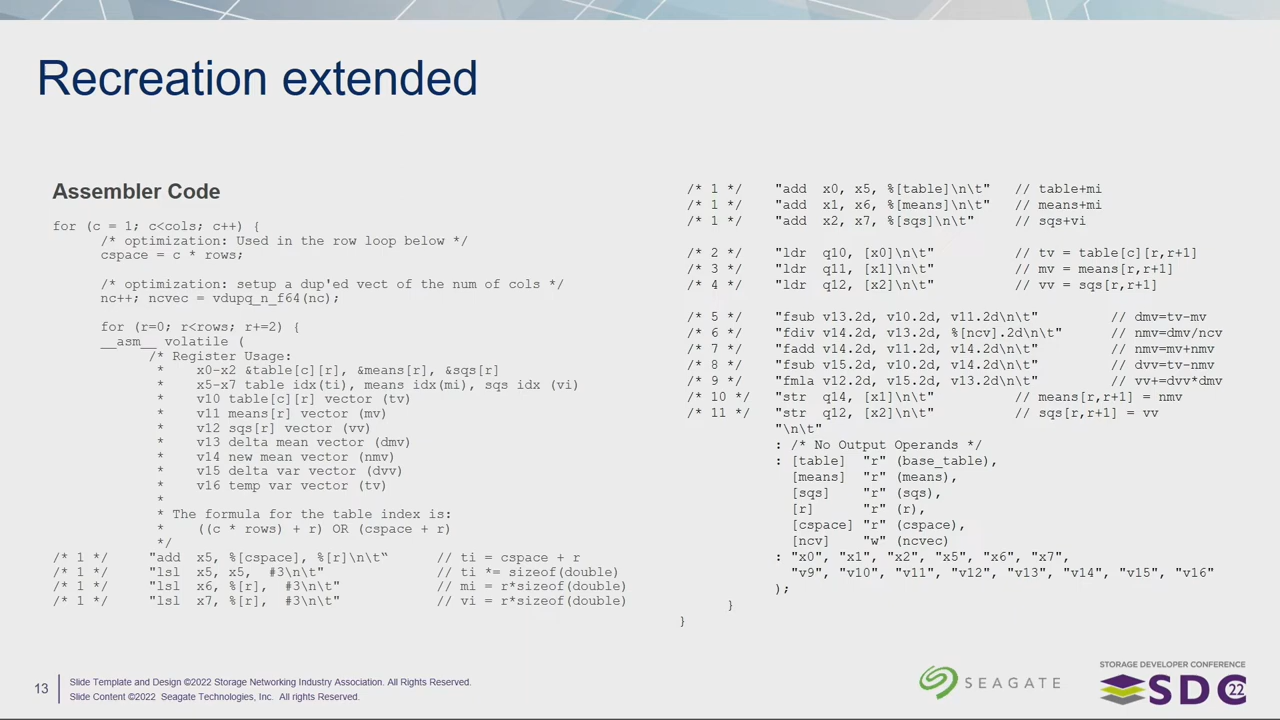 Recreation extended
Assembler Code
for (c = 1; c<cols; c++) {
/* optimization: Used in the row loop below */
cspace = c * rows;
/* optimization: setup a dup'ed vect of the num of cols */
nc++; ncvec = vdupq_n_f64(nc);
for (r=0; r<rows; r+=2) {
__asm__ volatile (
/* Register Usage:
* x0-x2 &table[c][r], &means[r], &sqs[r]
* x5-x7 table idx(ti), means idx(mi), sqs idx (vi)
* v10 table[c][r] vector (tv)
* v11 means[r] vector (mv)
* v12 sqs[r] vector (vv)
* v13 delta mean vector (dmv)
* v14 new mean vector (nmv)
* v15 delta var vector (dvv)
* v16 temp var vector (tv)
*
* The formula for the table index is:
* ((c * rows) + r) OR (cspace + r)
*/
/* 1 */ "add x5, %[cspace], %[r]\n\t“ // ti = cspace + r
/* 1 */ "lsl x5, x5, #3\n\t" // ti *= sizeof(double)
/* 1 */ "lsl x6, %[r], #3\n\t" // mi = r*sizeof(double)
/* 1 */ "lsl x7, %[r], #3\n\t" // vi = r*sizeof(double)
/* 1 */ "add x0, x5, %[table]\n\t" // table+mi
/* 1 */ "add x1, x6, %[means]\n\t" // means+mi
/* 1 */ "add x2, x7, %[sqs]\n\t" // sqs+vi
/* 2 */ "ldr q10, [x0]\n\t" // tv = table[c][r,r+1]
/* 3 */ "ldr q11, [x1]\n\t" // mv = means[r,r+1]
/* 4 */ "ldr q12, [x2]\n\t" // vv = sqs[r,r+1]
/* 5 */ "fsub v13.2d, v10.2d, v11.2d\n\t" // dmv=tv-mv
/* 6 */ "fdiv v14.2d, v13.2d, %[ncv].2d\n\t" // nmv=dmv/ncv
/* 7 */ "fadd v14.2d, v11.2d, v14.2d\n\t" // nmv=mv+nmv
/* 8 */ "fsub v15.2d, v10.2d, v14.2d\n\t" // dvv=tv-nmv
/* 9 */ "fmla v12.2d, v15.2d, v13.2d\n\t" // vv+=dvv*dmv
/* 10 */ "str q14, [x1]\n\t" // means[r,r+1] = nmv
/* 11 */ "str q12, [x2]\n\t" // sqs[r,r+1] = vv
"\n\t"
: /* No Output Operands */
: [table] "r" (base_table),
[means] "r" (means),
[sqs] "r" (sqs),
[r] "r" (r),
[cspace] "r" (cspace),
[ncv] "w" (ncvec)
: "x0", "x1", "x2", "x5", "x6", "x7",
"v9", "v10", "v11", "v12", "v13", "v14", "v15", "v16"
);
}
}
13
Slide Template and Design ©2022 Storage Networking Industry Association. All Rights Reserved.
Slide Content ©2022 Seagate Technologies, Inc. All rights Reserved.
SEAGATE
STORAGE DEVELOPER CONFERENCE
SDC 22